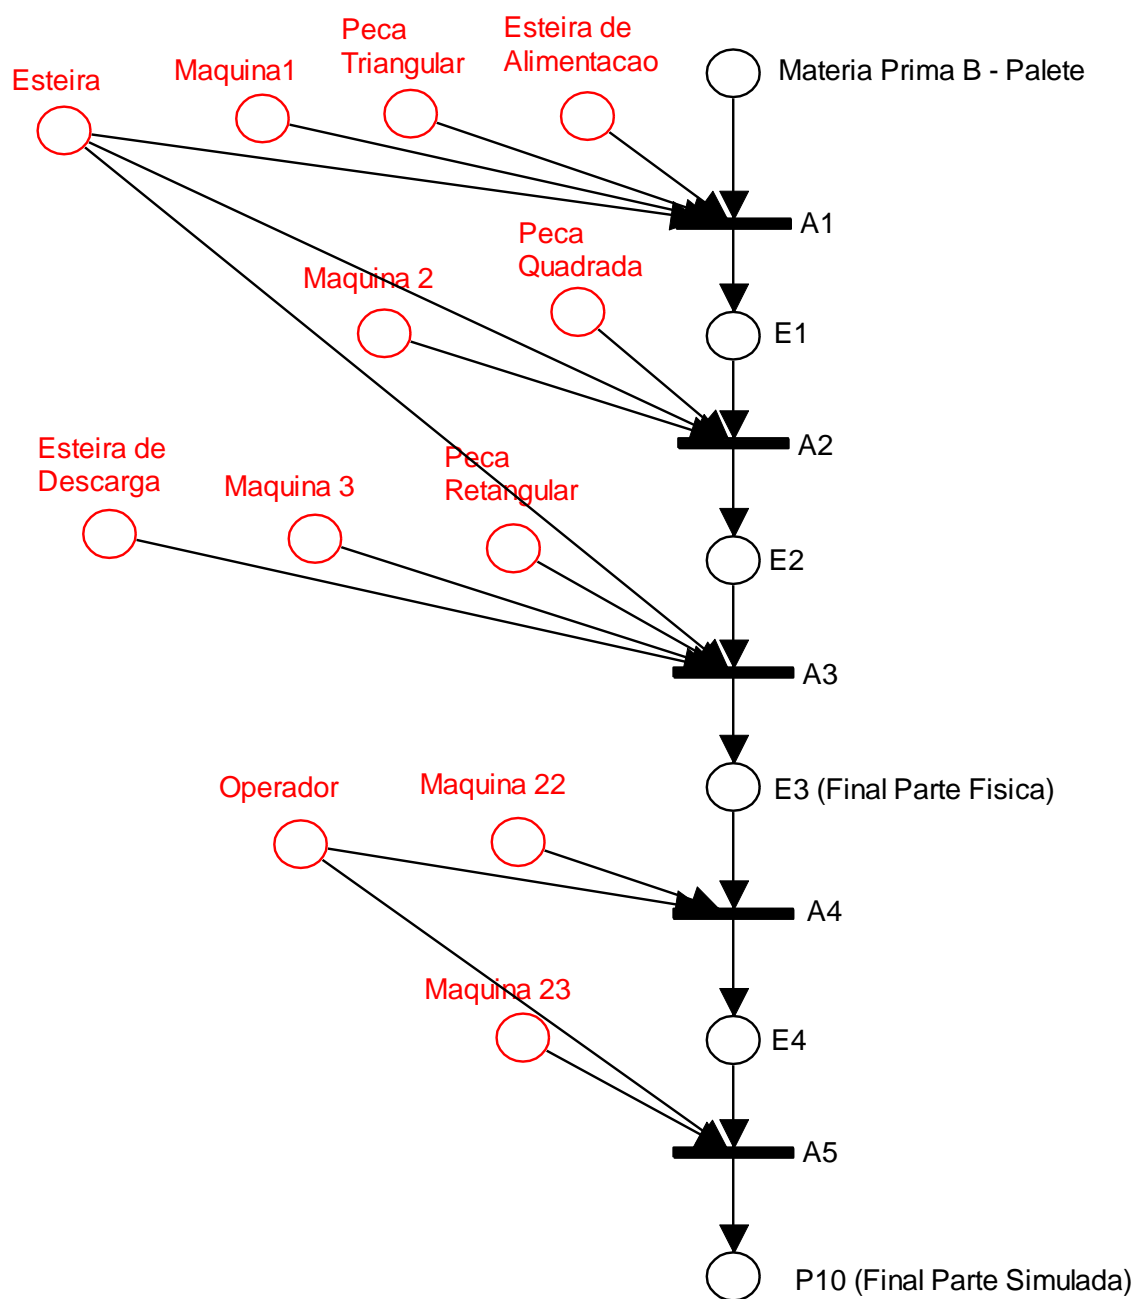 Peca
Triangular
Esteira de
Alimentacao
Esteira
Maquina1
Materia Prima B - Palete
A1
Peca
Quadrada
Maquina 2
E1
Esteira de
Descarga
Maquina 3
Peca
Retangular
A2
E2
A3
Operador
Maquina 22
E3 (Final Parte Fisica)
A4
Maquina 23
E4
A5
P10 (Final Parte Simulada)